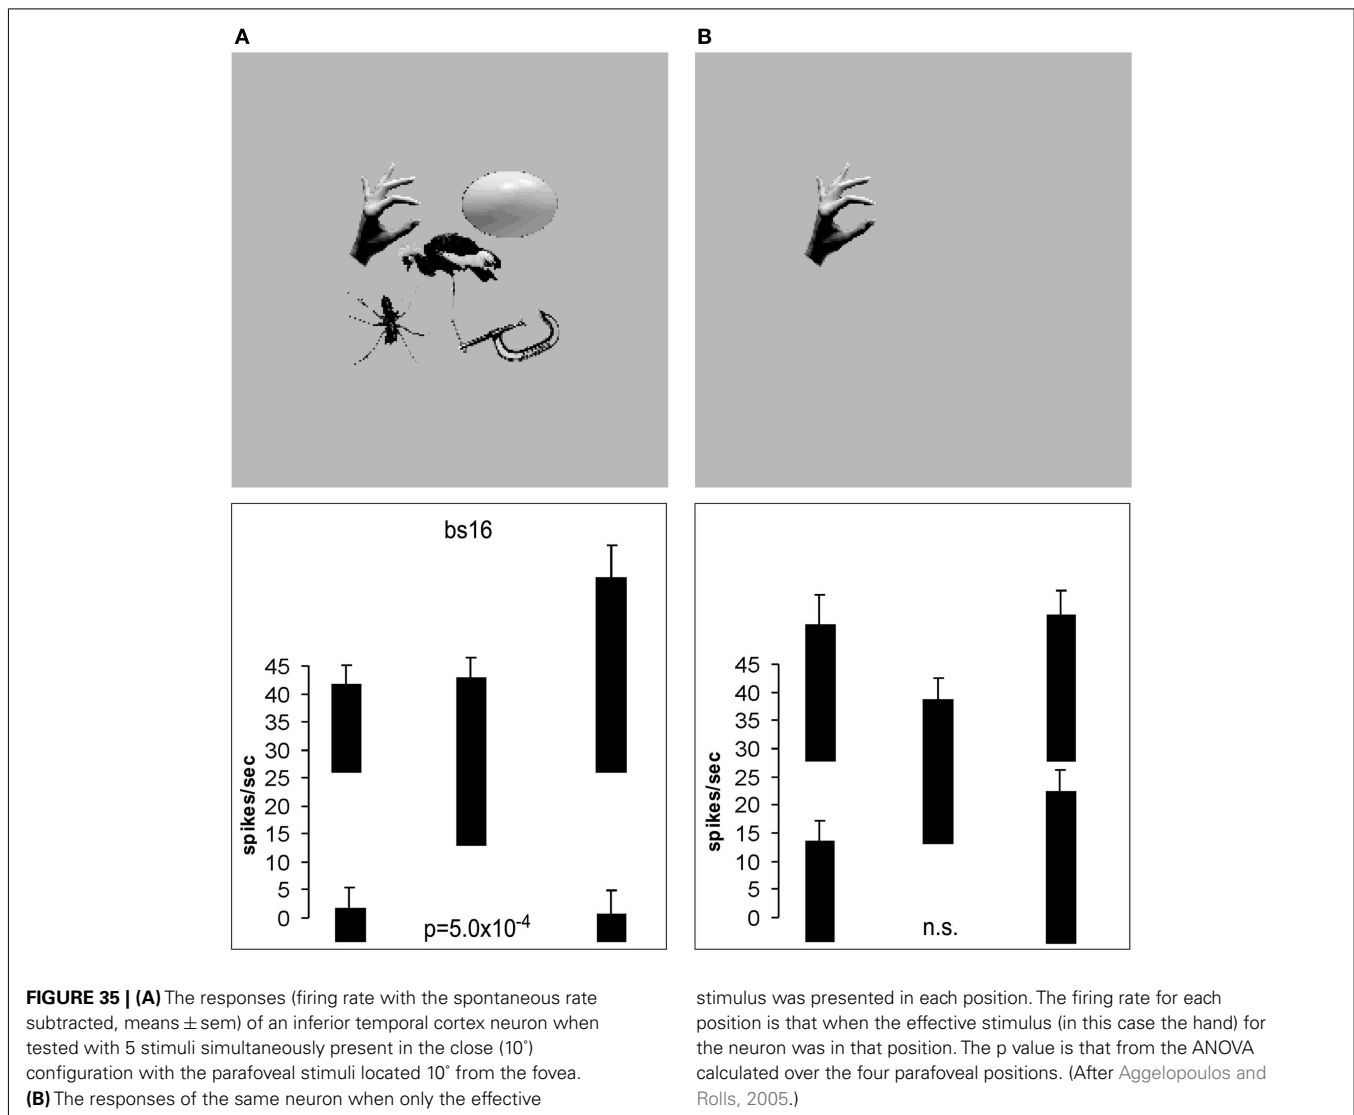 A
B
bs16
45
40
35
30
25
20
15
10
5
0
spikes/sec
p=5.0x10-4
45
40
35
30
25
20
15
10
5
0
spikes/sec
n.s.
FIGURE 35 | (A) The responses (firing rate with the spontaneous rate
subtracted, means ± sem) of an inferior temporal cortex neuron when
tested with 5 stimuli simultaneously present in the close (10˚)
configuration with the parafoveal stimuli located 10˚ from the fovea.
(B) The responses of the same neuron when only the effective
stimulus was presented in each position. The firing rate for each
position is that when the effective stimulus (in this case the hand) for
the neuron was in that position. The p value is that from the ANOVA
calculated over the four parafoveal positions. (After Aggelopoulos and
Rolls, 2005.)